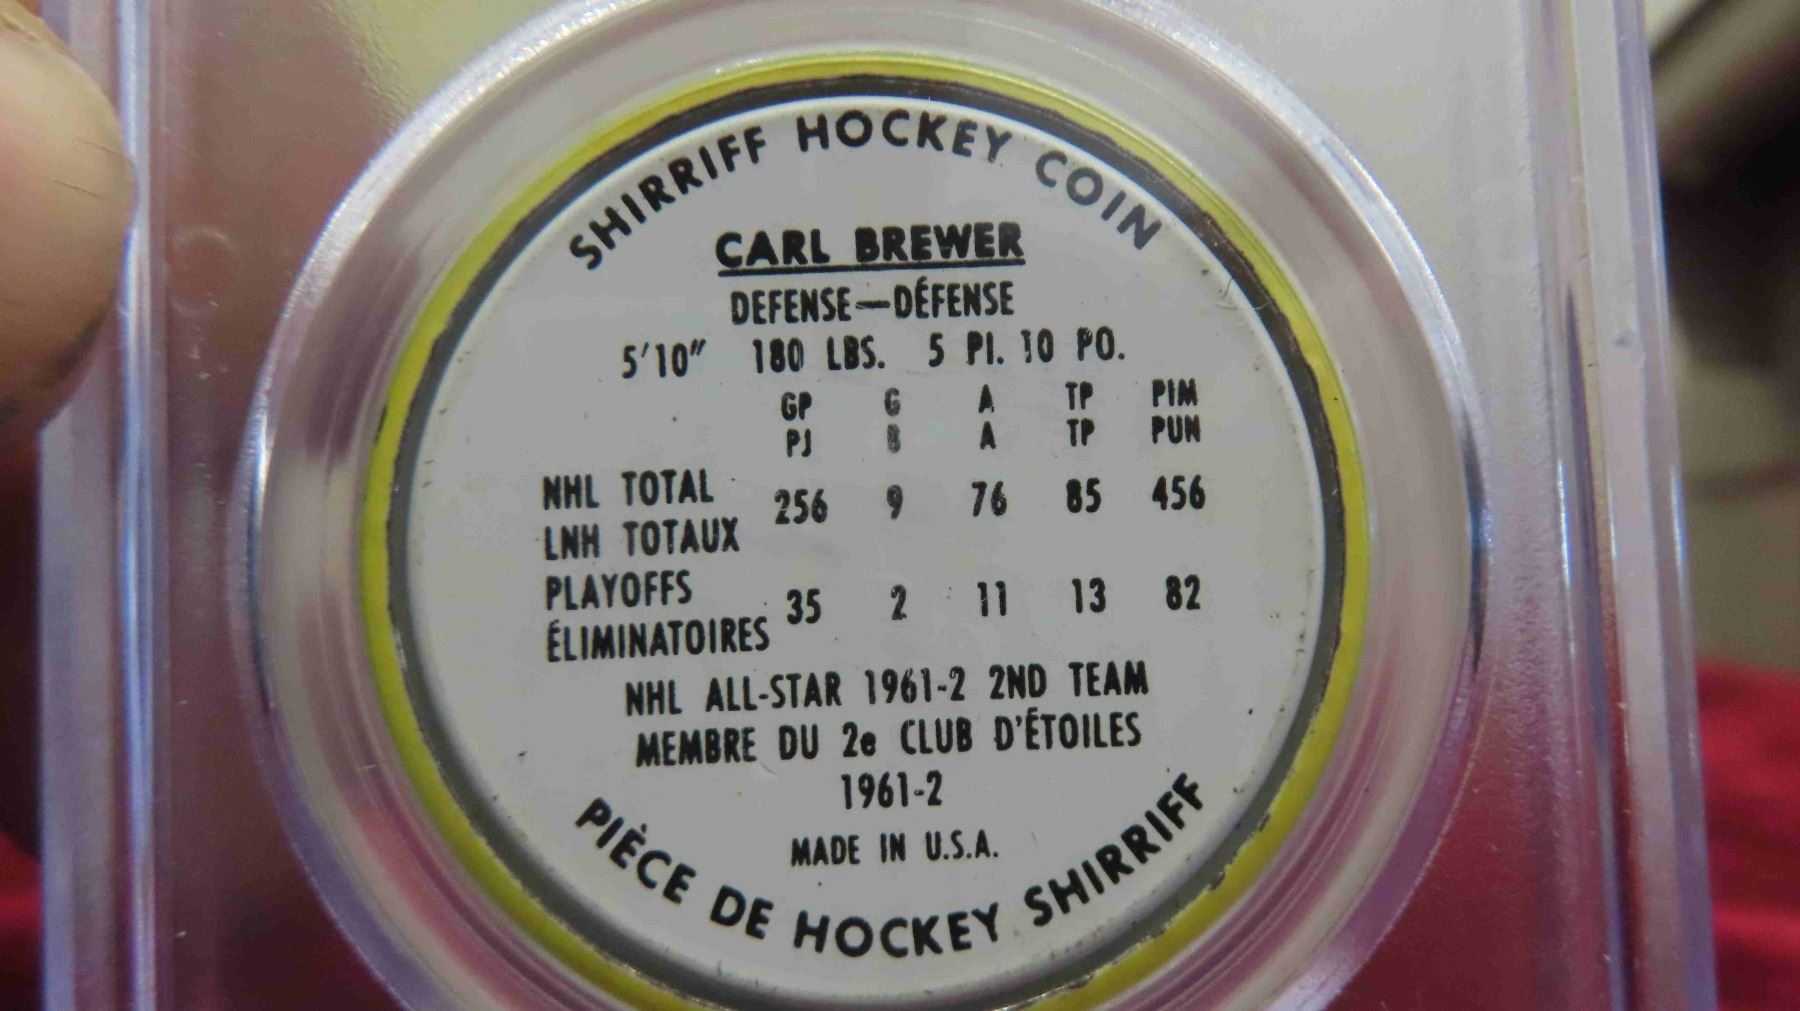 SHIRRIFF HOCKEY COIN
CARL BREWER
DEFENSE—DÉFENSE
5'10" 180 LBS. 5 PI. 10 PO.
GP G A TP PIM
PJ B A TP PUN
NHL TOTAL 256 9 76 85 456
LNH TOTAUX
PLAYOFFS 35 2 11 13 82
ÉLIMINATOIRES
NHL ALL-STAR 1961-2 2ND TEAM
MEMBRE DU 2e CLUB D'ÉTOILES
1961-2
MADE IN U.S.A.
PIÈCE DE HOCKEY SHIRRIFF